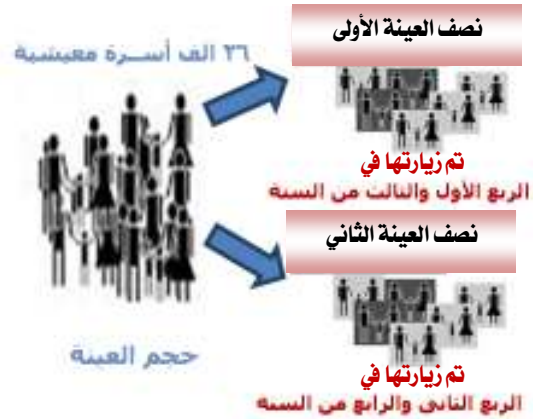 ٢٦ الف أسرة معيشية
نصف العينة الأولى
تم زيارتها في
الربع الأول والثالث من السنة
نصف العينة الثاني
تم زيارتها في
الربع الثاني والرابع من السنة
حجم العينة